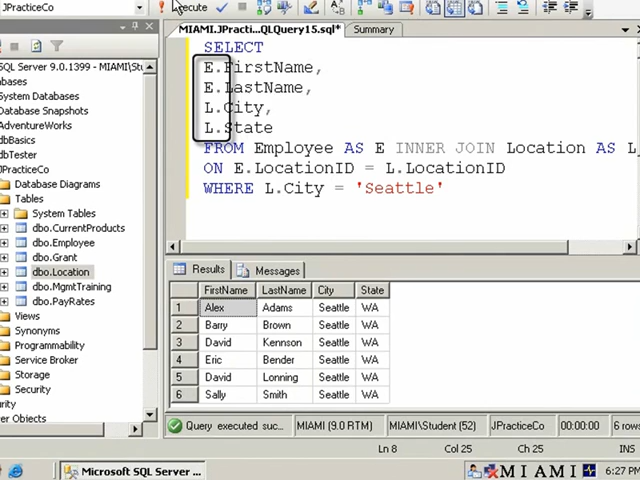 JPracticeCo
Execute
MIAMI.JPracti...QLQuery15.sql*
Summary
SELECT
E.FirstName,
E.LastName,
L.City,
L.State
FROM Employee AS E INNER JOIN Location AS L
ON E.LocationID = L.LocationID
WHERE L.City = 'Seattle'
SQL Server 9.0.1399 - MIAMI\Stud
bases
System Databases
Database Snapshots
AdventureWorks
dbBasics
dbTester
JPracticeCo
Database Diagrams
Tables
System Tables
dbo.CurrentProducts
dbo.Employee
dbo.Grant
dbo.Location
dbo.MgmtTraining
dbo.PayRates
Views
Synonyms
Programmability
Service Broker
Storage
Security
urity
ver Objects
Results
Messages
FirstName LastName City State
1 Alex Adams Seattle WA
2 Barry Brown Seattle WA
3 David Kennson Seattle WA
4 Eric Bender Seattle WA
5 David Lonning Seattle WA
6 Sally Smith Seattle WA
Query executed suc...
MIAMI (9.0 RTM)
MIAMI\Student (52)
JPracticeCo
00:00:00
6 rows
Ln 8
Col 25
Ch 25
INS
Microsoft SQL Server ...
MIAMI
6:27 PM